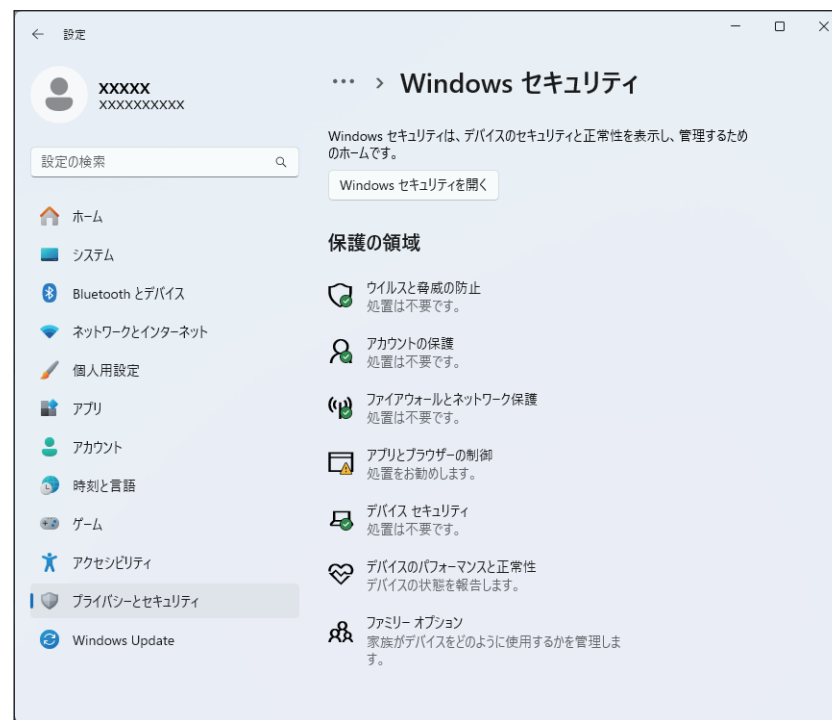 設定
XXXXX
XXXXXXXXXX
設定の検索
ホーム
システム
Bluetooth とデバイス
ネットワークとインターネット
個人用設定
アプリ
アカウント
時刻と言語
ゲーム
アクセシビリティ
プライバシーとセキュリティ
Windows Update
… › Windows セキュリティ
Windows セキュリティは、デバイスのセキュリティと正常性を表示し、管理するため
のホームです。
Windows セキュリティを開く
保護の領域
ウイルスと脅威の防止
処置は不要です。
アカウントの保護
処置は不要です。
ファイアウォールとネットワーク保護
処置は不要です。
アプリとブラウザーの制御
処置をお勧めします。
デバイス セキュリティ
処置は不要です。
デバイスのパフォーマンスと正常性
デバイスの状態を報告します。
ファミリー オプション
家族がデバイスをどのように使用するかを管理しま
す。